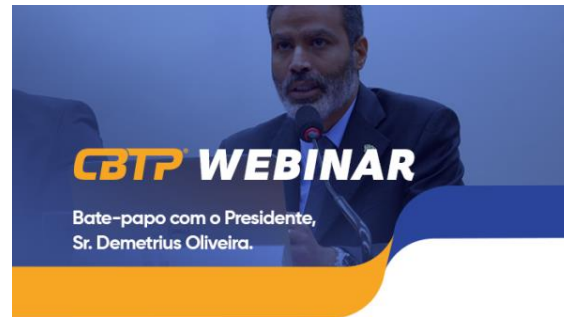 CBTP WEBINAR
Bate-papo com o Presidente,
Sr. Demetrius Oliveira.